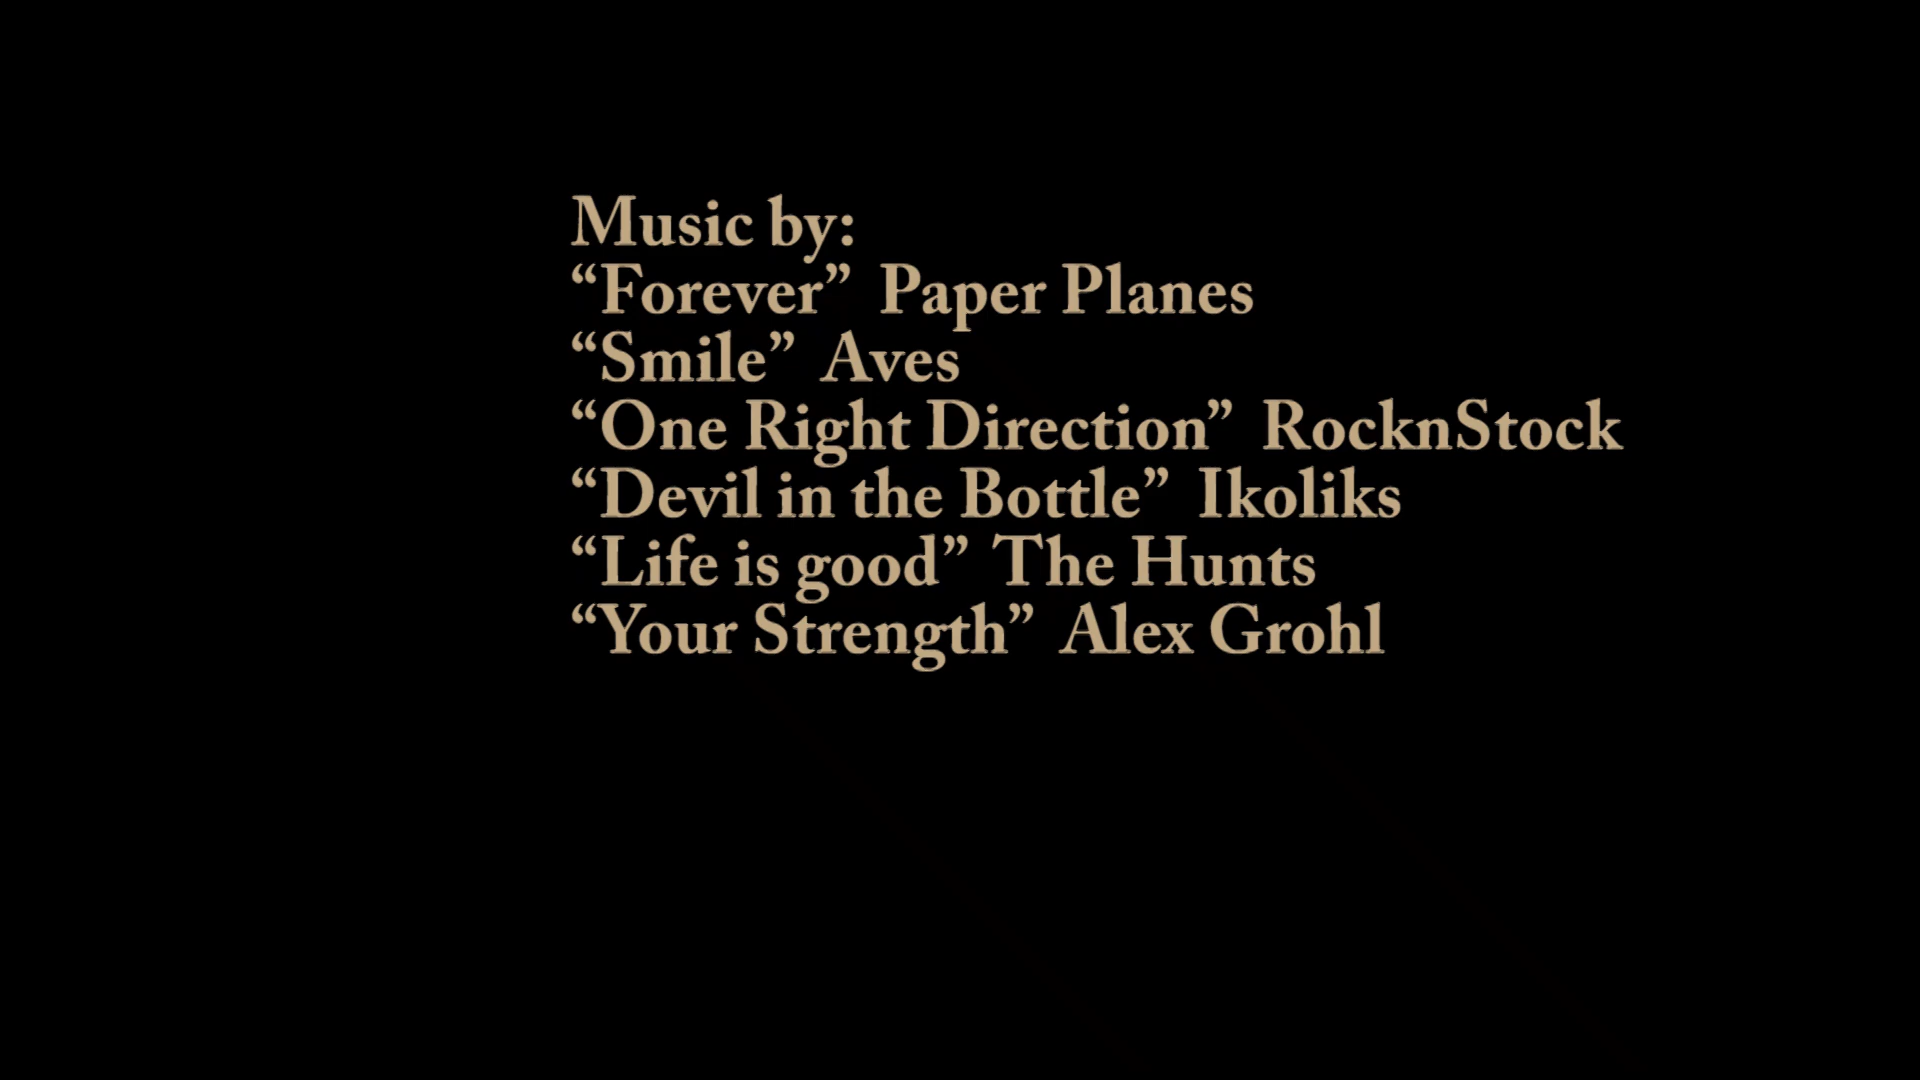 Music by:
“Forever” Paper Planes
“Smile” Aves
“One Right Direction” RocknStock
“Devil in the Bottle” Ikoliks
“Life is good” The Hunts
“Your Strength” Alex Grohl